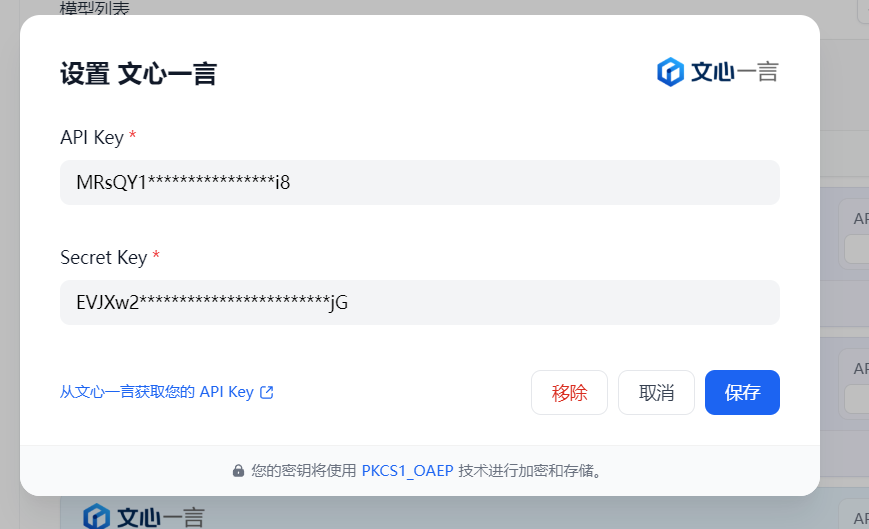 模型列表
设置 文心一言
文心一言
API Key *
MRsQY1****************i8
AP
Secret Key *
EVJXw2************************jG
AP
从文心一言获取您的 API Key
移除
取消
保存
您的密钥将使用 PKCS1_OAEP 技术进行加密和存储。
文心一言
AP